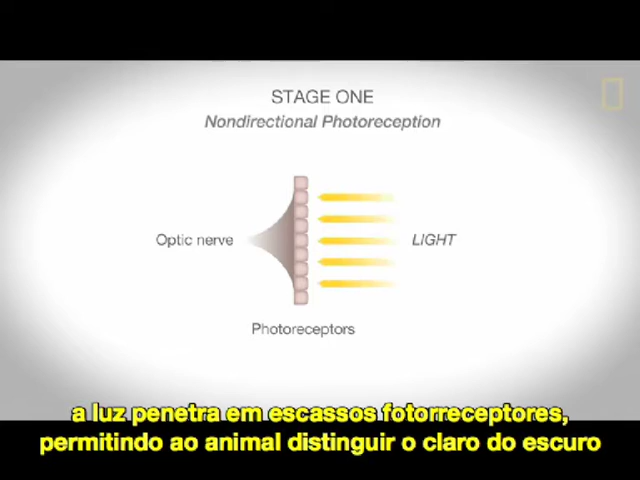 STAGE ONE
Nondirectional Photoreception
Optic nerve
LIGHT
Photoreceptors
a luz penetra em escassos fotorreceptores,
permitindo ao animal distinguir o claro do escuro